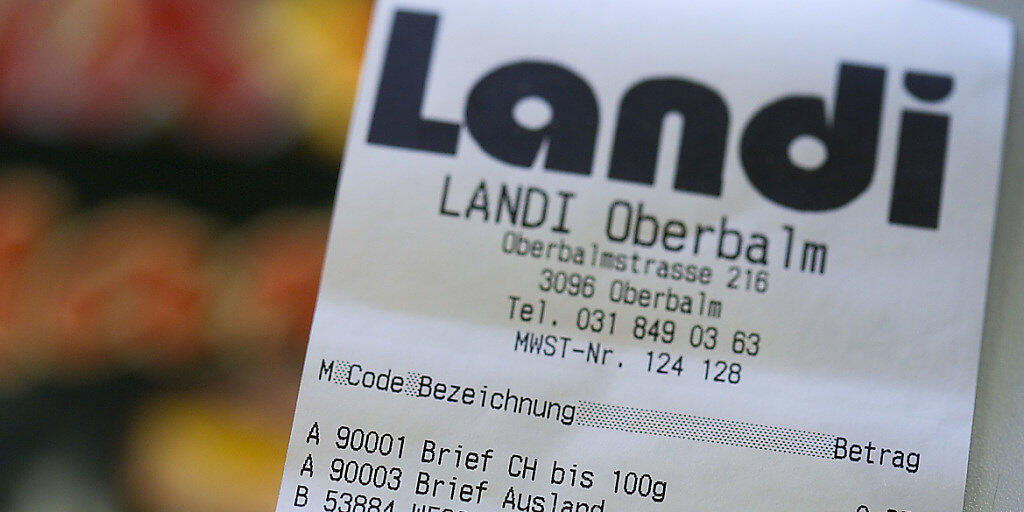 Landi
LANDI Oberbalm
Oberbalmstrasse 216
3096 Oberbalm
Tel. 031 849 03 63
MWST-Nr. 124 128
M Code Bezeichnung Betrag
A 90001 Brief CH bis 100g
A 90003 Brief Ausland
B 53884